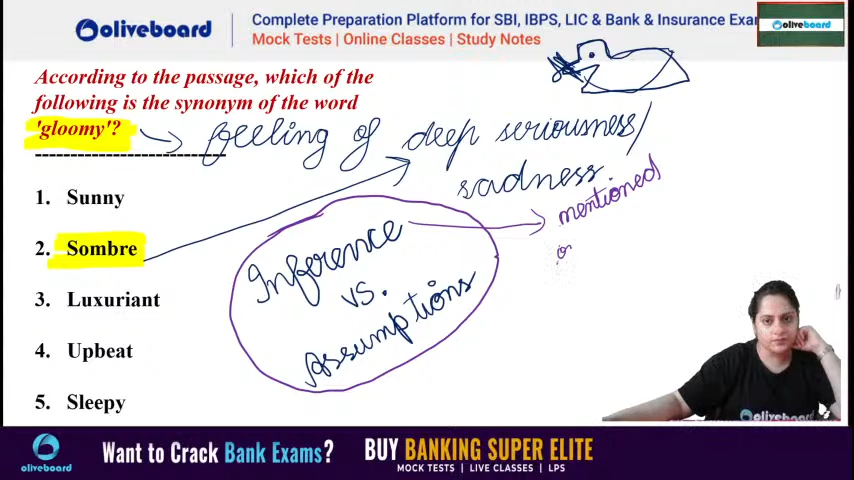 oliveboard
Complete Preparation Platform for SBI, IBPS, LIC & Bank & Insurance Exa
Mock Tests | Online Classes | Study Notes
oliveboard
According to the passage, which of the
following is the synonym of the word
'gloomy'?
feeling of deep seriousness/
sadness.
1. Sunny
2. Sombre
3. Luxuriant
4. Upbeat
5. Sleepy
Inference
vs.
Assumptions
mentioned
oliveboard
oliveboard
Want to Crack Bank Exams?
BUY BANKING SUPER ELITE
MOCK TESTS | LIVE CLASSES | LPS